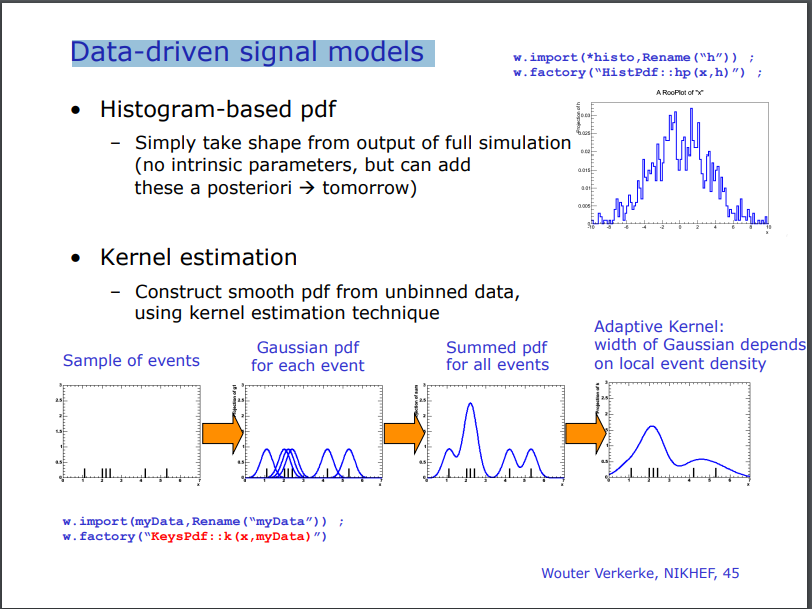 Data-driven signal models
w.import(*histo,Rename(“h”)) ;
w.factory(“HistPdf::hp(x,h)”) ;
• Histogram-based pdf
– Simply take shape from output of full simulation
(no intrinsic parameters, but can add
these a posteriori → tomorrow)
A RooPlot of "x"
• Kernel estimation
– Construct smooth pdf from unbinned data,
using kernel estimation technique
Sample of events
Gaussian pdf
for each event
Summed pdf
for all events
Adaptive Kernel:
width of Gaussian depends
on local event density
w.import(myData,Rename(“myData”)) ;
w.factory(“KeysPdf::k(x,myData)”)
Wouter Verkerke, NIKHEF, 45